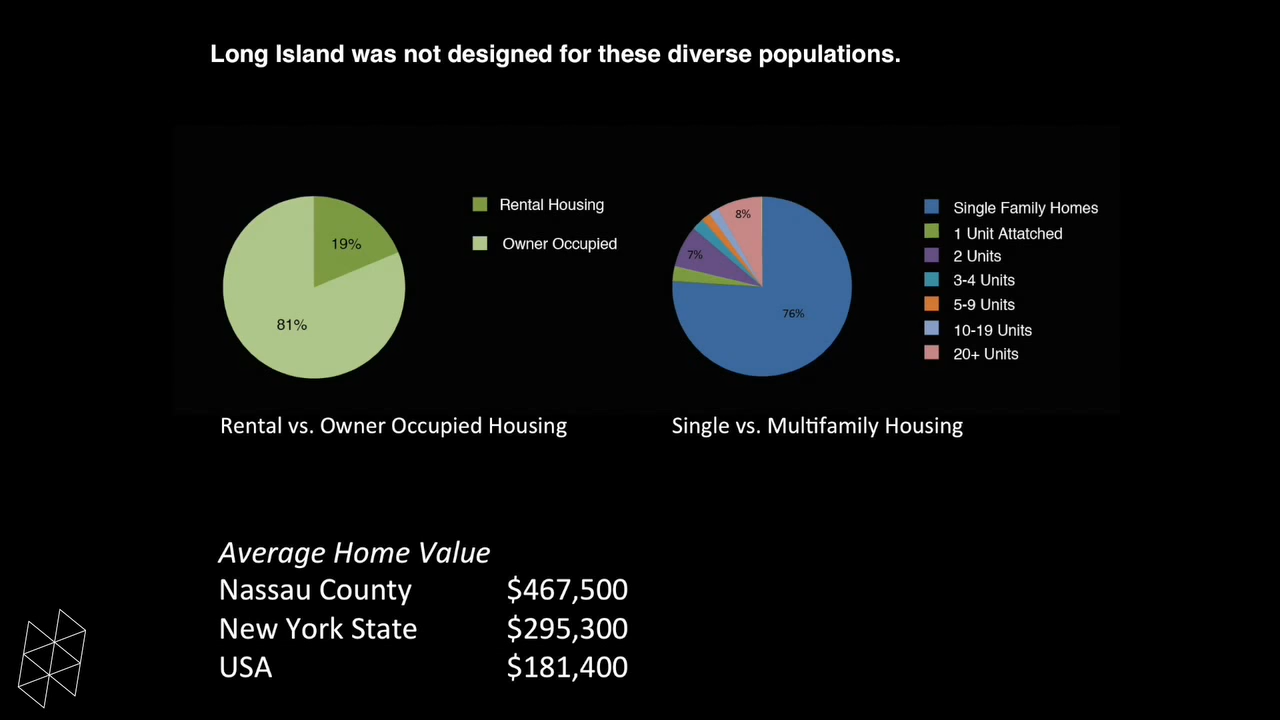 Long Island was not designed for these diverse populations.
19%
81%
Rental Housing
Owner Occupied
Rental vs. Owner Occupied Housing
8%
7%
76%
Single Family Homes
1 Unit Attatched
2 Units
3-4 Units
5-9 Units
10-19 Units
20+ Units
Single vs. Multifamily Housing
Average Home Value
Nassau County $467,500
New York State $295,300
USA $181,400